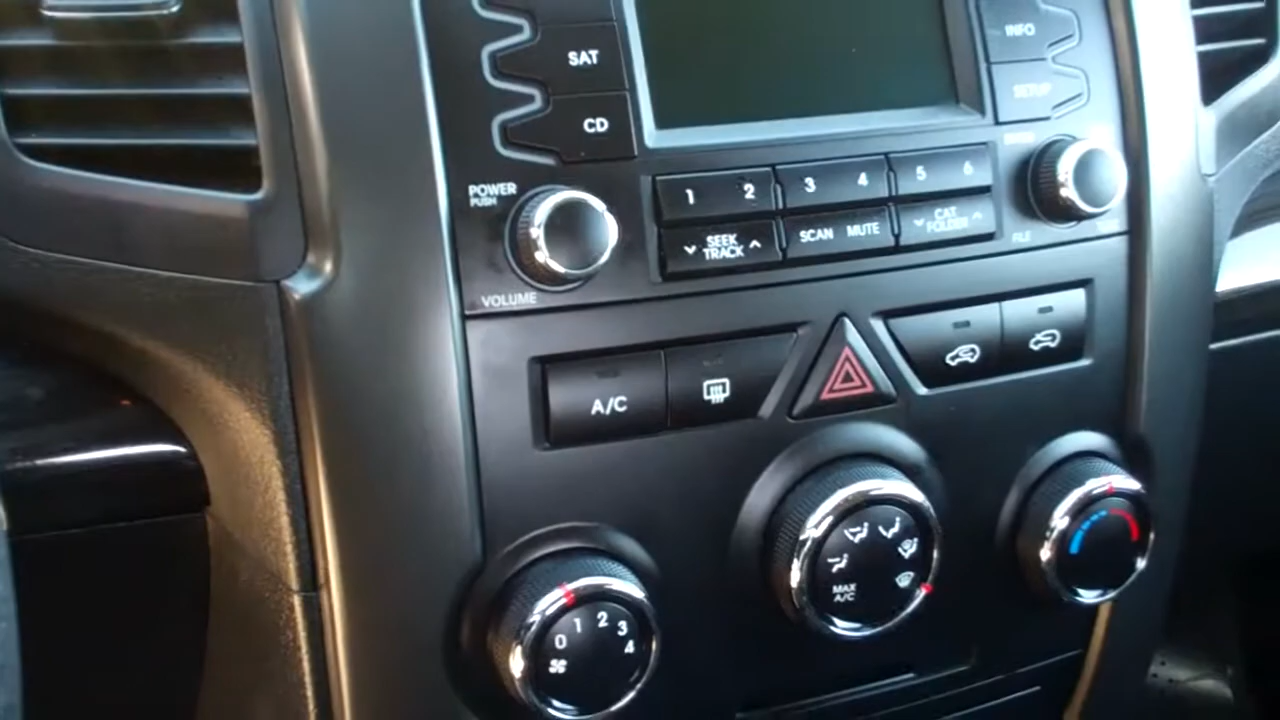 SAT
CD
INFO
SETUP
POWER
PUSH
VOLUME
1 2 3 4 5 6
SEEK
TRACK
SCAN MUTE
CAT
FOLDER
FILE
A/C
0 1 2 3 4
MAX
A/C